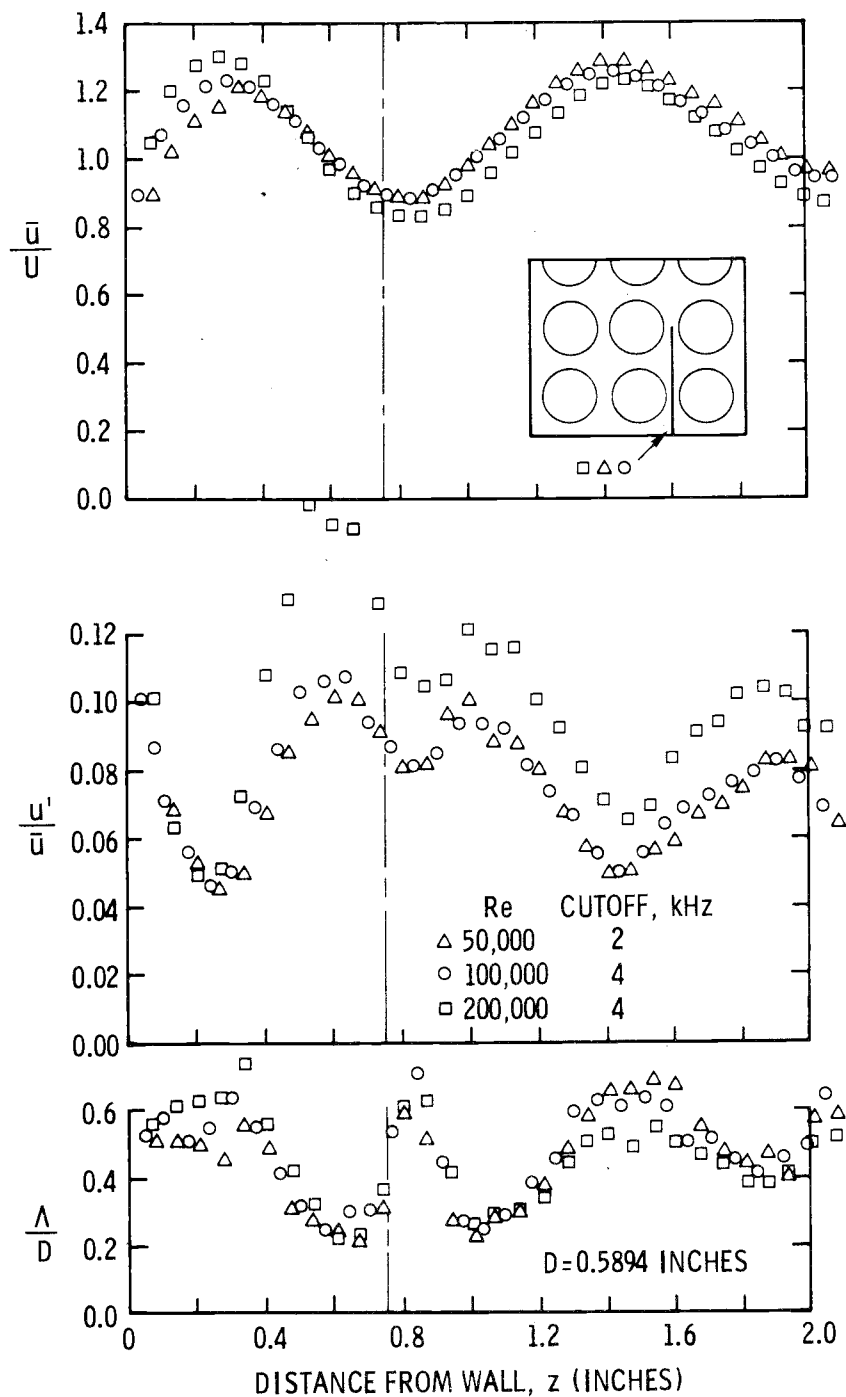 1.4
1.2
1.0
0.8
0.6
0.4
0.2
0.0
ū
U
0.12
0.10
0.08
0.06
0.04
0.02
0.00
u'
ū
Re CUTOFF, kHz
50,000 2
100,000 4
200,000 4
0.6
0.4
0.2
0.0
Λ
D
D=0.5894 INCHES
0 0.4 0.8 1.2 1.6 2.0
DISTANCE FROM WALL, z (INCHES)